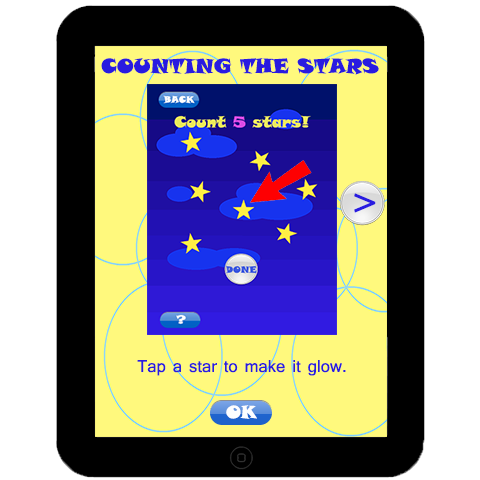 COUNTING THE STARS
BACK
Count 5 stars!
>
DONE
?
Tap a star to make it glow.
OK